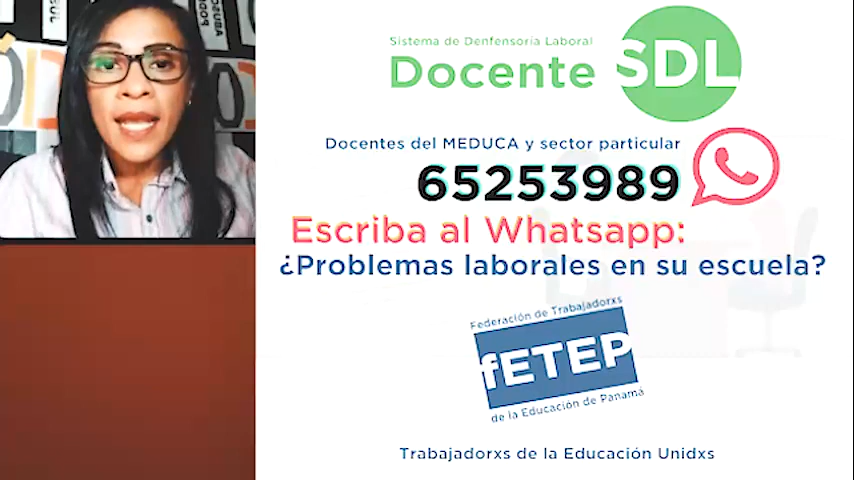 Sistema de Denfensoría Laboral
Docente SDL
Docentes del MEDUCA y sector particular
65253989
Escriba al Whatsapp:
¿Problemas laborales en su escuela?
Federación de Trabajadorxs
fETEP
de la Educación de Panamá
Trabajadorxs de la Educación Unidxs